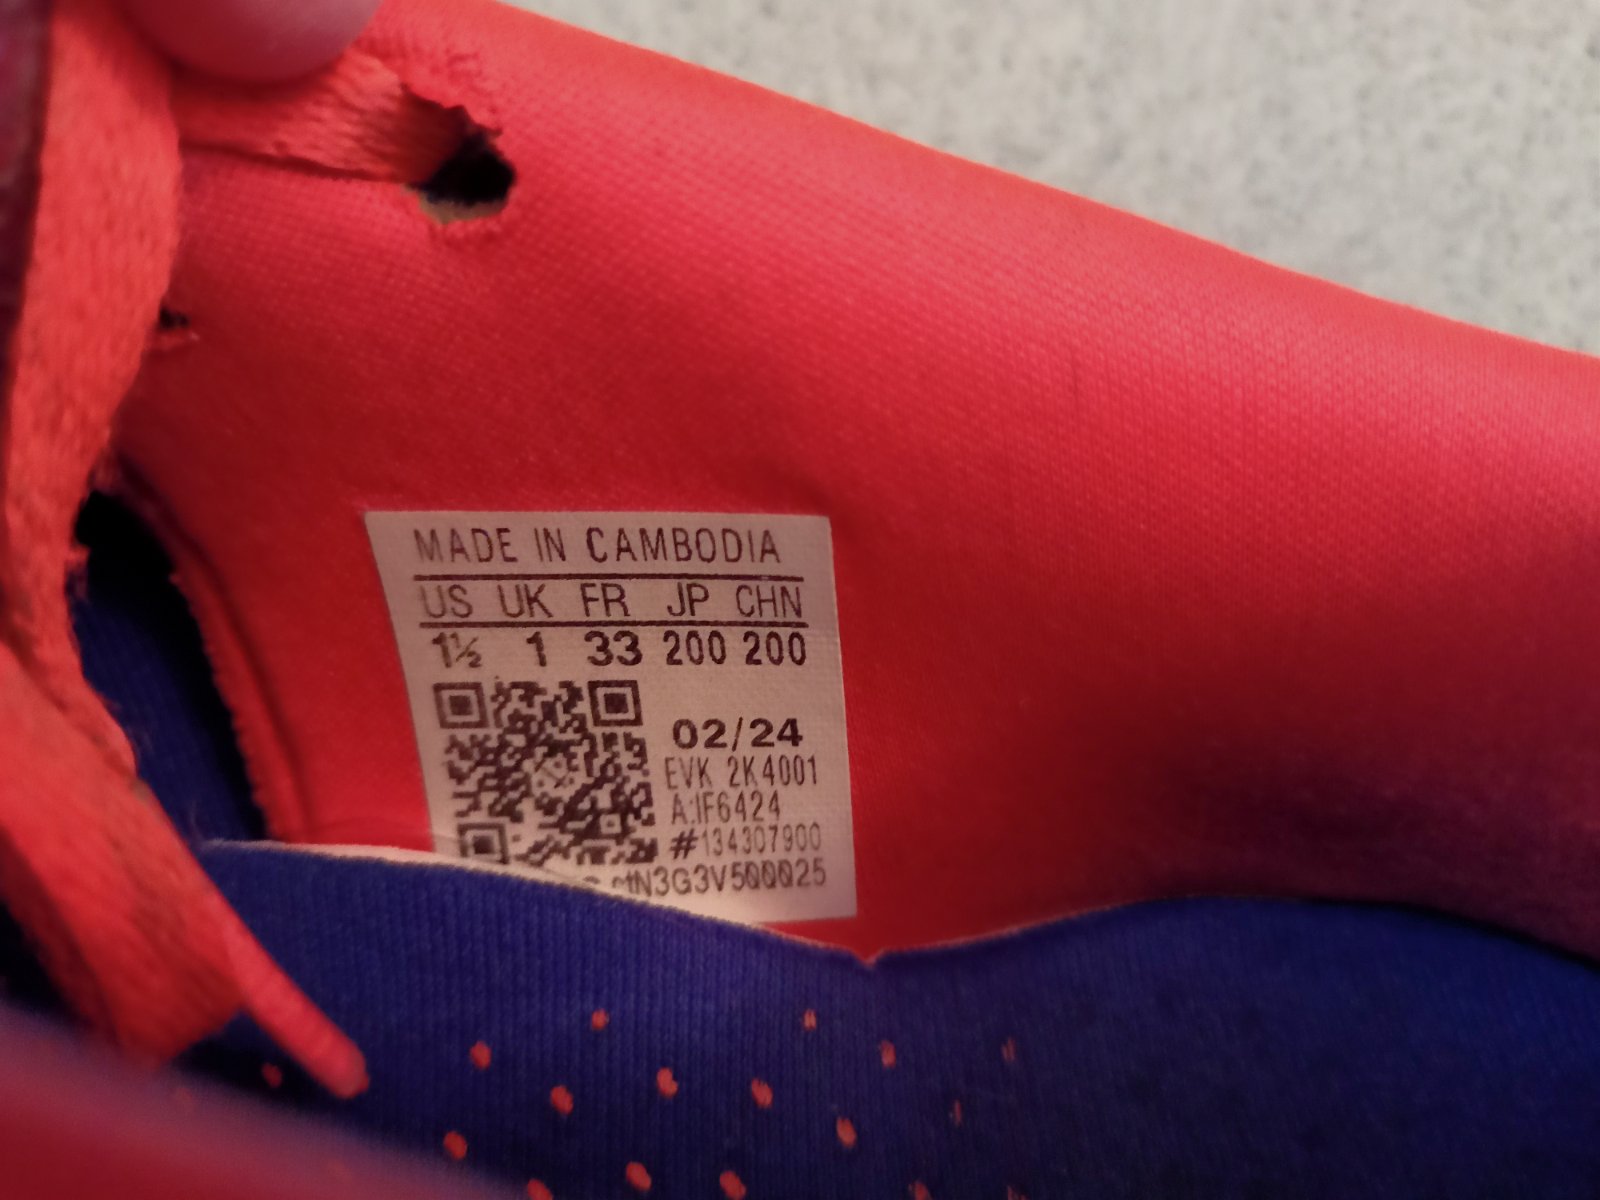 MADE IN CAMBODIA
US UK FR JP CHN
1½ 1 33 200 200
02/24
EVK 2K4001
A:IF6424
#134307900
N3G3V500025